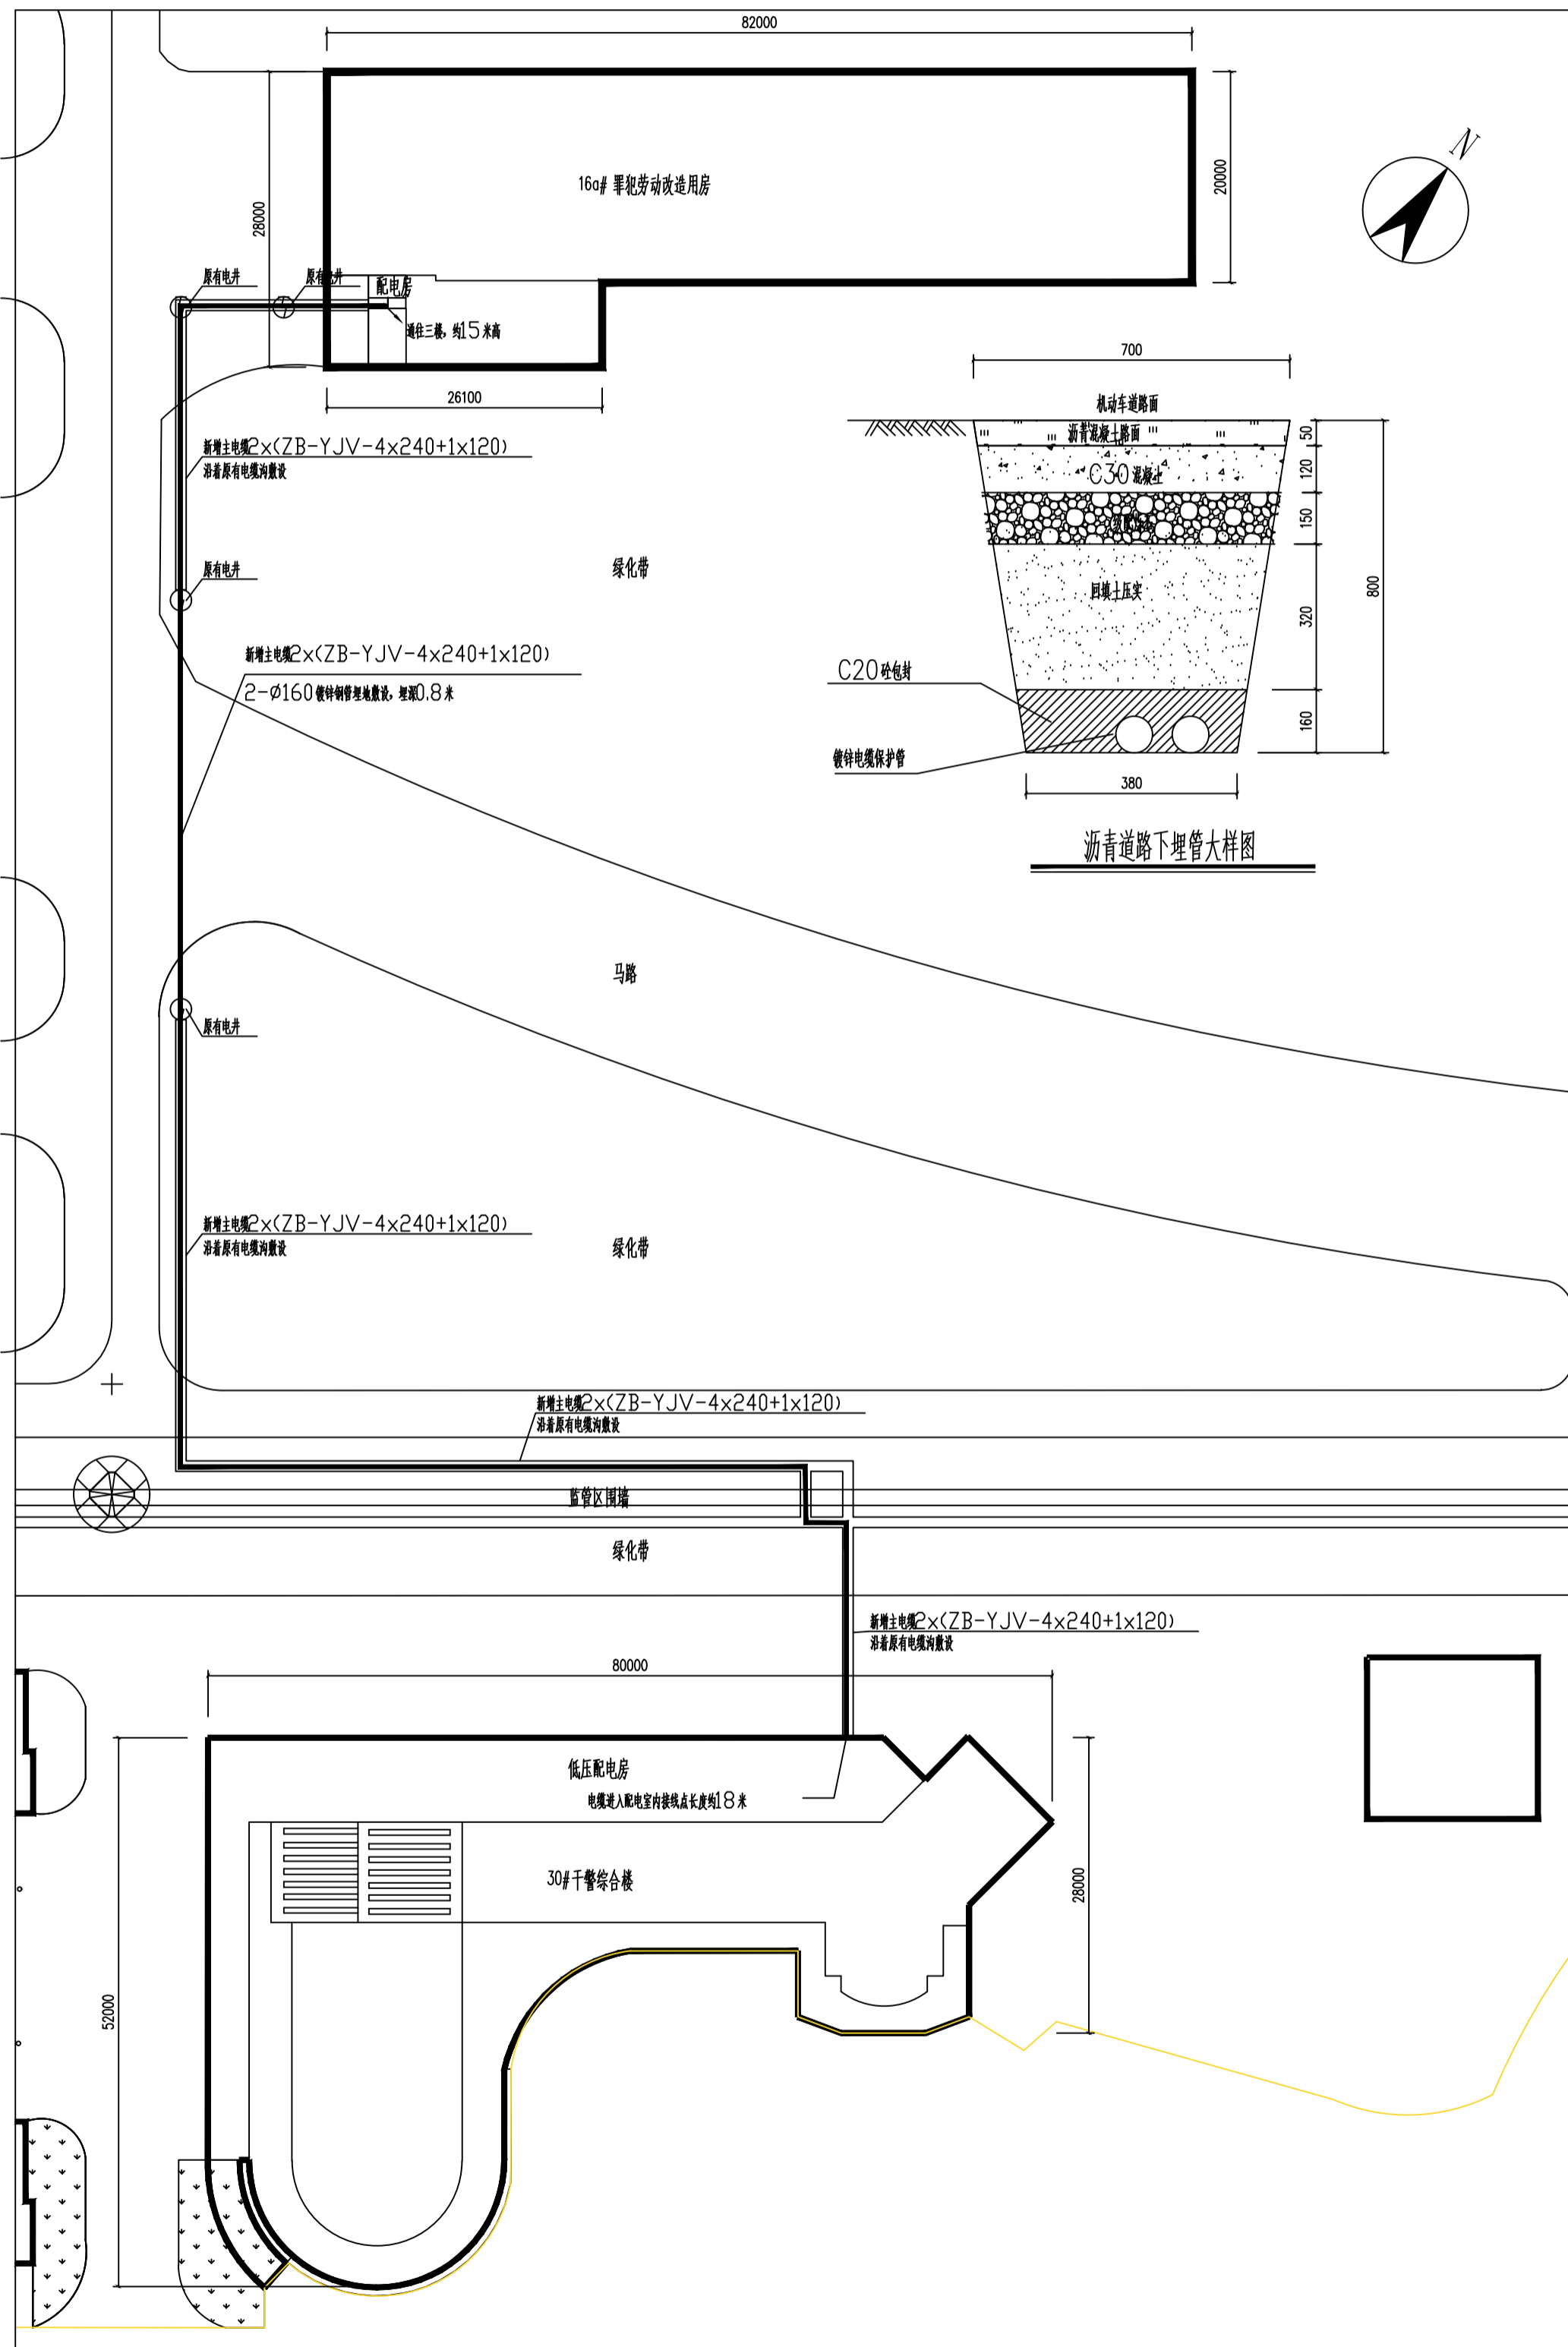 82000
N
16a# 罪犯劳动改造用房
20000
28000
原有电井
原有电井
配电房
通往三楼，约15米高
26100
700
机动车道路面
沥青混凝土路面
50
C30混凝土
120
150
回填土压实
320
800
C20砼包封
160
镀锌电缆保护管
380
沥青道路下埋管大样图
新增主电缆2x(ZB-YJV-4x240+1x120)
沿着原有电缆沟敷设
绿化带
原有电井
新增主电缆2x(ZB-YJV-4x240+1x120)
2-Ø160镀锌钢管埋地敷设，埋深0.8米
马路
原有电井
新增主电缆2x(ZB-YJV-4x240+1x120)
沿着原有电缆沟敷设
绿化带
新增主电缆2x(ZB-YJV-4x240+1x120)
沿着原有电缆沟敷设
监管区围墙
绿化带
新增主电缆2x(ZB-YJV-4x240+1x120)
沿着原有电缆沟敷设
80000
低压配电房
电缆进入配电室内接线点长度约18米
30#干警综合楼
28000
52000